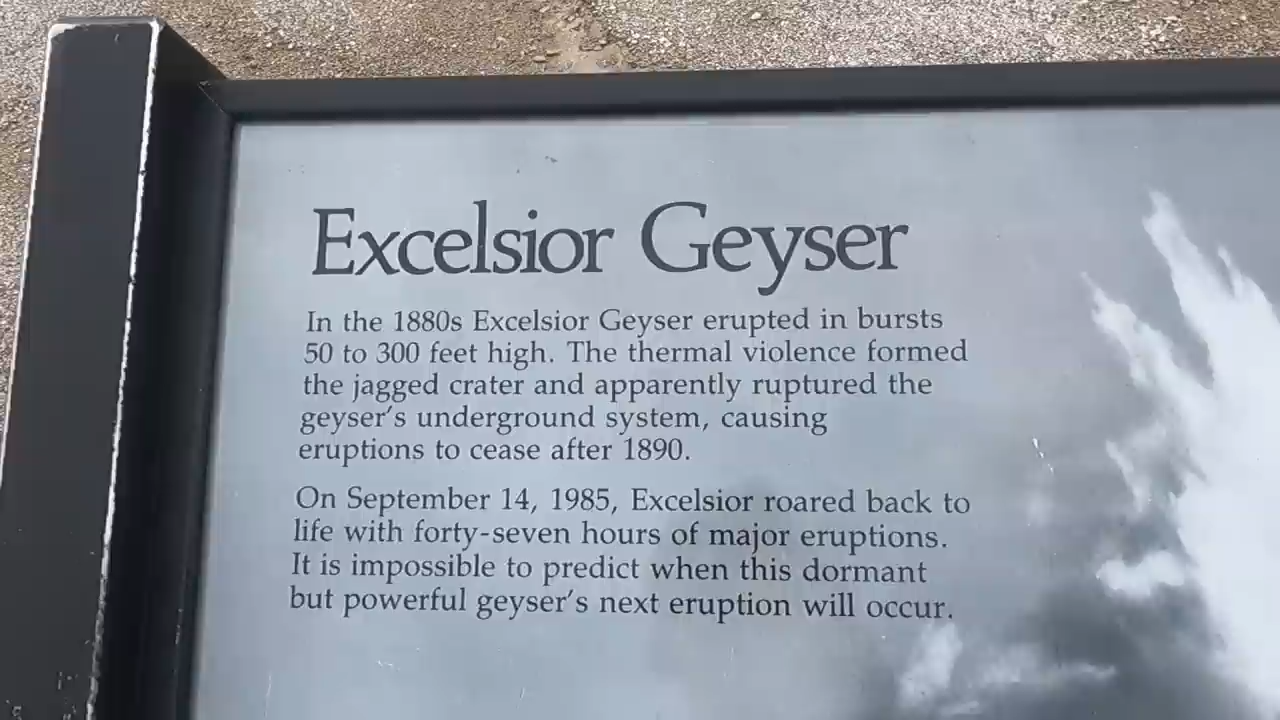 Excelsior Geyser
In the 1880s Excelsior Geyser erupted in bursts
50 to 300 feet high. The thermal violence formed
the jagged crater and apparently ruptured the
geyser's underground system, causing
eruptions to cease after 1890.
On September 14, 1985, Excelsior roared back to
life with forty-seven hours of major eruptions.
It is impossible to predict when this dormant
but powerful geyser's next eruption will occur.